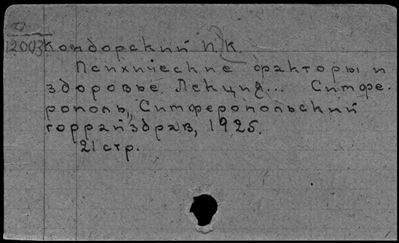 12003 Кондорский И. К.
Психические факторы и
здоровье. Лекция... Симфе-
рополь, Симферопольский
горрайздрав, 1925.
21 стр.